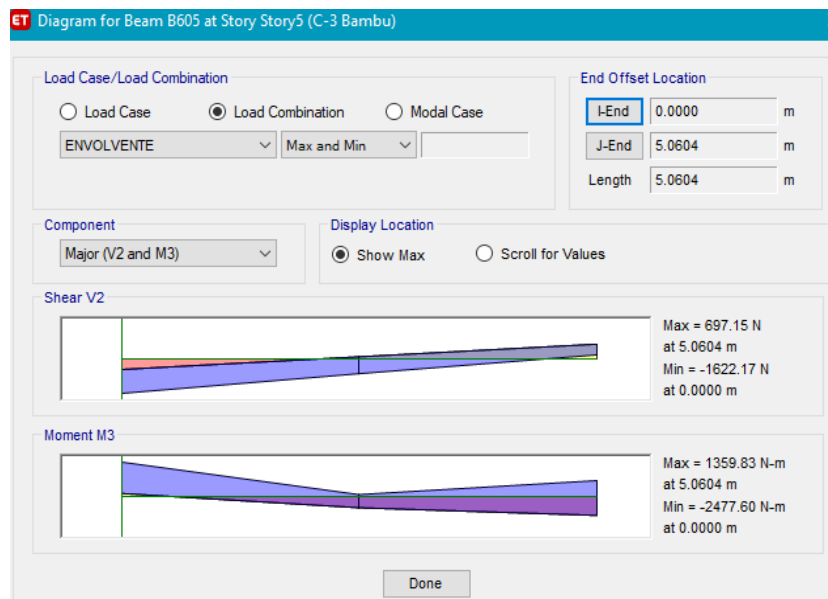 ET Diagram for Beam B605 at Story Story5 (C-3 Bambu)
Load Case/Load Combination
Load Case Load Combination Modal Case
ENVOLVENTE Max and Min
End Offset Location
I-End 0.0000 m
J-End 5.0604 m
Length 5.0604 m
Component
Major (V2 and M3)
Display Location
Show Max Scroll for Values
Shear V2
Max = 697.15 N
at 5.0604 m
Min = -1622.17 N
at 0.0000 m
Moment M3
Max = 1359.83 N-m
at 5.0604 m
Min = -2477.60 N-m
at 0.0000 m
Done